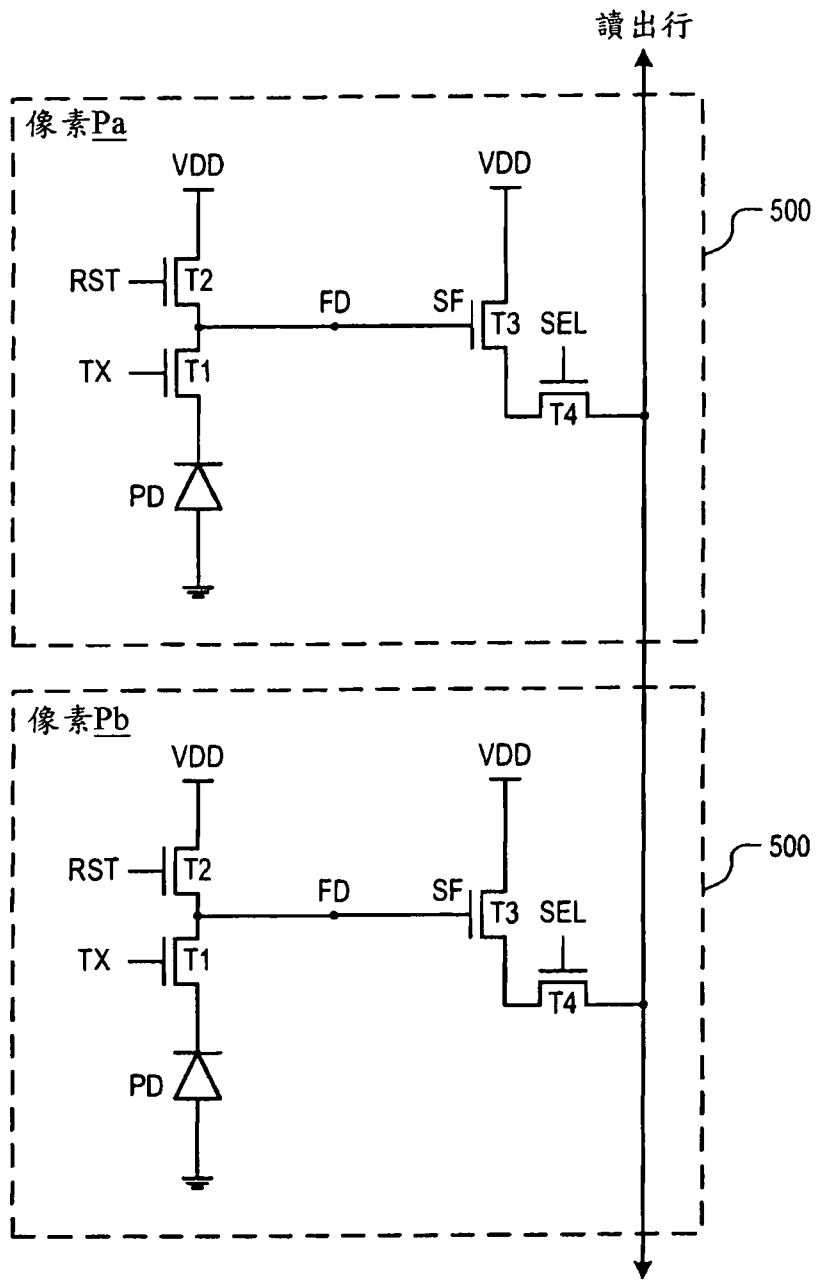 讀出行
像素Pa
VDD
VDD
500
RST
T2
FD
SF
T3
SEL
TX
T1
T4
PD
像素Pb
VDD
VDD
500
RST
T2
FD
SF
T3
SEL
TX
T1
T4
PD